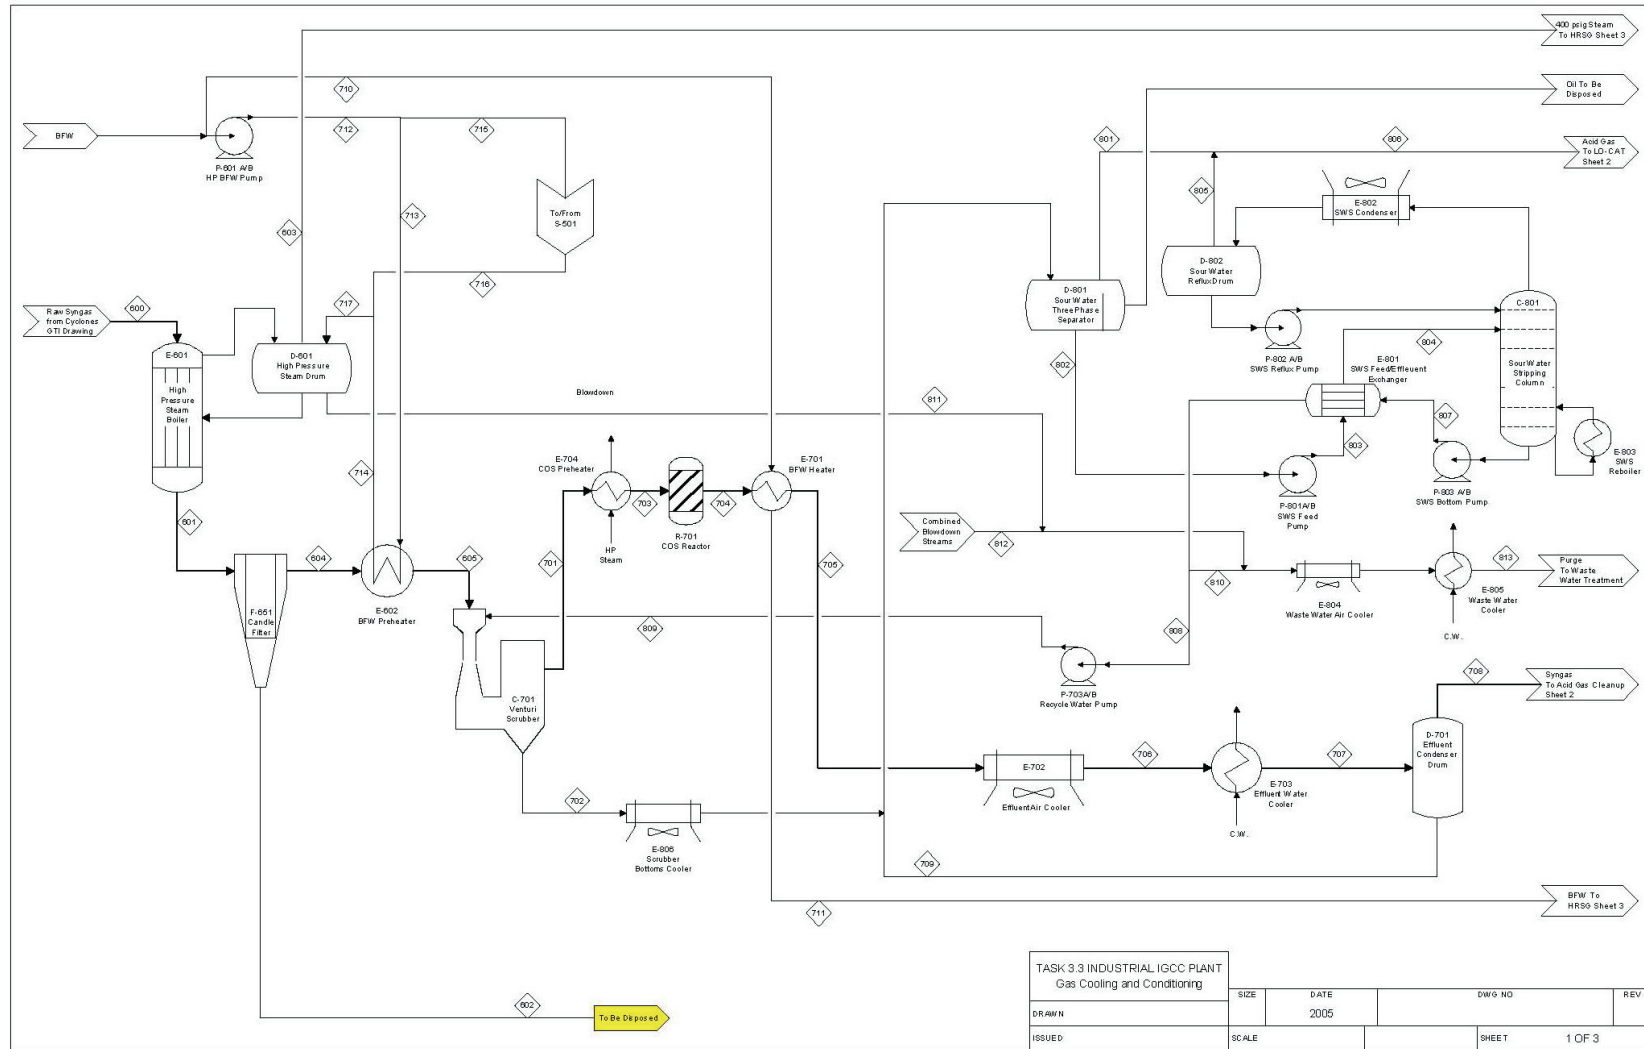 400 psig Steam
To HRSG Sheet 3
710
Oil To Be
Disposed
BFW
712
715
801
806
Acid Gas
To LO-CAT
Sheet 2
P-601 A/B
HP BFW Pump
805
E-802
SWS Condenser
To/From
S-501
713
603
D-802
Sour Water
Reflux Drum
716
D-801
Sour Water
Three Phase
Separator
600
717
C-801
Raw Syngas
from Cyclones
GTI Drawing
804
E-601
D-601
High Pressure
Steam Drum
P-802 A/B
SWS Reflux Pump
802
E-801
SWS Feed/Effleuent
Exhanger
Sour Water
Stripping
Column
High
Pressure
Steam
Boiler
Blowdown
811
807
803
E-803
SWS
Reboiler
714
E-704
COS Preheater
E-701
BFW Heater
703
704
P-803 A/B
SWS Bottom Pump
P-801A/B
SWS Feed
Pump
601
R-701
COS Reactor
Combined
Blowdown
Streams
812
HP
Steam
604
605
701
705
810
813
Purge
To Waste
Water Treatment
E-804
Waste Water Air Cooler
E-805
Waste Water
Cooler
F-651
Candle
Filter
E-602
BFW Preheater
809
808
C.W.
708
Syngas
To Acid Gas Cleanup
Sheet 2
P-703A/B
Recycle Water Pump
C-701
Venturi
Scrubber
D-701
Effluent
Condenser
Drum
706
707
E-702
Effluent Air Cooler
E-703
Effluent Water
Cooler
702
C.W.
E-806
Scrubber
Bottoms Cooler
709
711
BFW To
HRSG Sheet 3
602
To Be Disposed
TASK 3.3 INDUSTRIAL IGCC PLANT
Gas Cooling and Conditioning
SIZE
DATE
DWG NO
REV
DRAWN
2005
ISSUED
SCALE
SHEET
1 OF 3